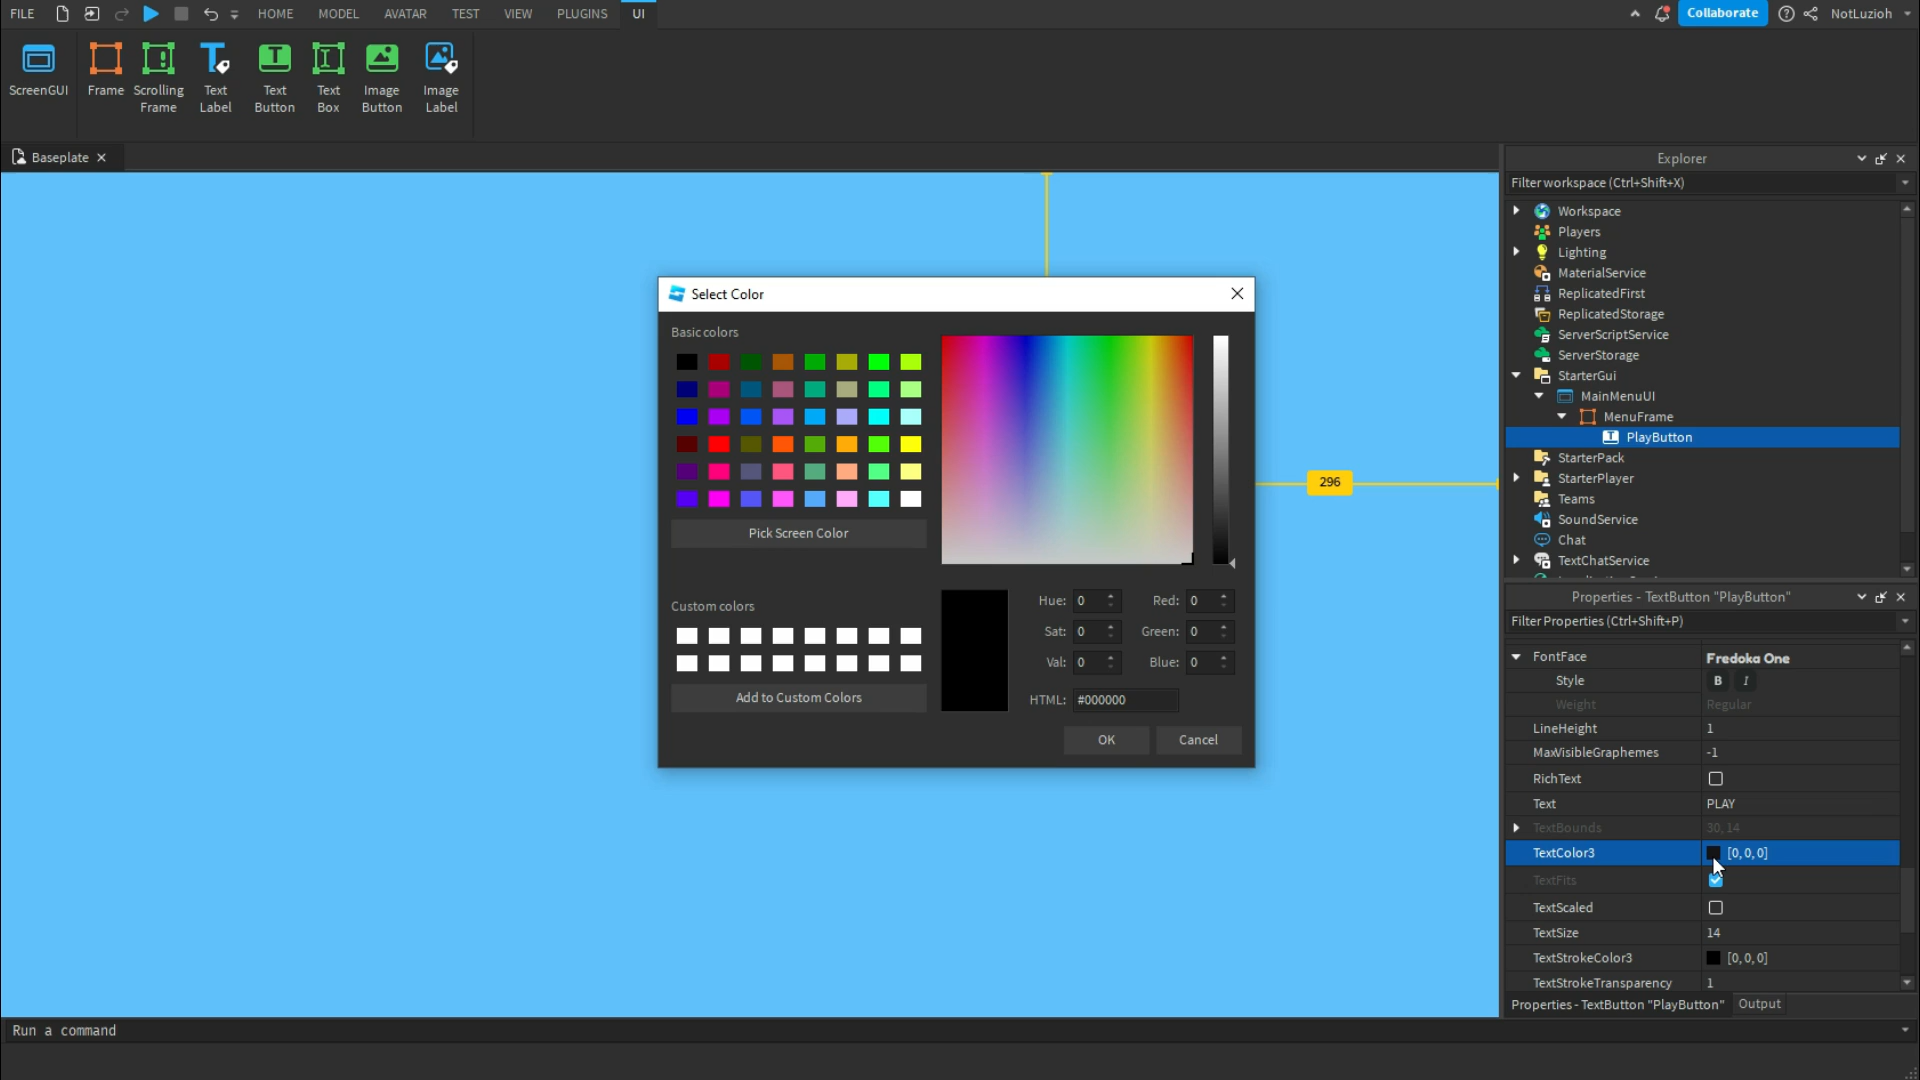 FILE HOME MODEL AVATAR TEST VIEW PLUGINS UI Collaborate NotLuzioh
ScreenGUI Frame Scrolling Frame Text Label Text Button Text Box Image Button Image Label
Baseplate
296
Select Color
Basic colors
Pick Screen Color
Custom colors
Add to Custom Colors
Hue: 0 Red: 0
Sat: 0 Green: 0
Val: 0 Blue: 0
HTML: #000000
OK Cancel
Explorer
Filter workspace (Ctrl+Shift+X)
Workspace
Players
Lighting
MaterialService
ReplicatedFirst
ReplicatedStorage
ServerScriptService
ServerStorage
StarterGui
MainMenuUI
MenuFrame
PlayButton
StarterPack
StarterPlayer
Teams
SoundService
Chat
TextChatService
Properties - TextButton "PlayButton"
Filter Properties (Ctrl+Shift+P)
FontFace Fredoka One
Style B I
Weight Regular
LineHeight 1
MaxVisibleGraphemes -1
RichText
Text PLAY
TextBounds 30, 14
TextColor3 [0, 0, 0]
TextFits
TextScaled
TextSize 14
TextStrokeColor3 [0, 0, 0]
TextStrokeTransparency 1
Properties - TextButton "PlayButton" Output
Run a command